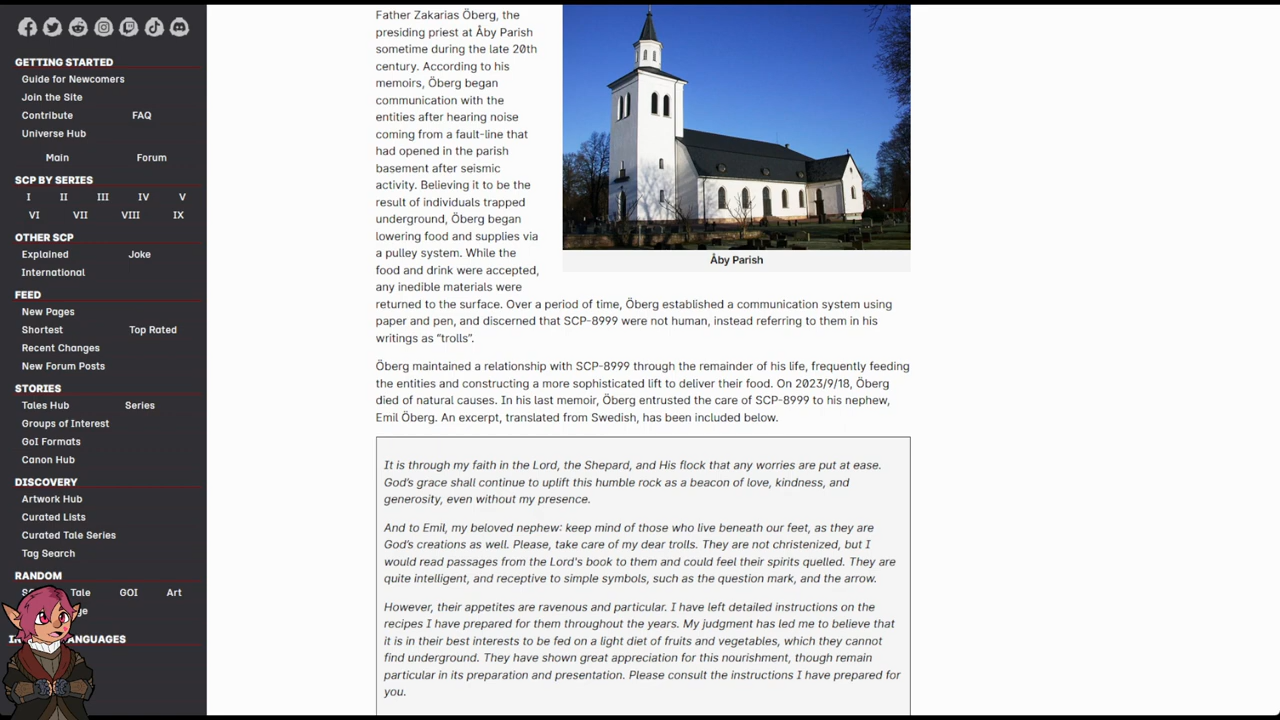 GETTING STARTED
Guide for Newcomers
Join the Site
Contribute FAQ
Universe Hub
Main Forum
SCP BY SERIES
I II III IV V
VI VII VIII IX
OTHER SCP
Explained Joke
International
FEED
New Pages
Shortest Top Rated
Recent Changes
New Forum Posts
STORIES
Tales Hub Series
Groups of Interest
GoI Formats
Canon Hub
DISCOVERY
Artwork Hub
Curated Lists
Curated Tale Series
Tag Search
RANDOM
Tale GOI Art
LANGUAGES
Father Zakarias Öberg, the
presiding priest at Åby Parish
sometime during the late 20th
century. According to his
memoirs, Öberg began
communication with the
entities after hearing noise
coming from a fault-line that
had opened in the parish
basement after seismic
activity. Believing it to be the
result of individuals trapped
underground, Öberg began
lowering food and supplies via
a pulley system. While the
food and drink were accepted,
any inedible materials were
returned to the surface. Over a period of time, Öberg established a communication system using
paper and pen, and discerned that SCP-8999 were not human, instead referring to them in his
writings as “trolls”.
Åby Parish
Öberg maintained a relationship with SCP-8999 through the remainder of his life, frequently feeding
the entities and constructing a more sophisticated lift to deliver their food. On 2023/9/18, Öberg
died of natural causes. In his last memoir, Öberg entrusted the care of SCP-8999 to his nephew,
Emil Öberg. An excerpt, translated from Swedish, has been included below.
It is through my faith in the Lord, the Shepard, and His flock that any worries are put at ease.
God's grace shall continue to uplift this humble rock as a beacon of love, kindness, and
generosity, even without my presence.
And to Emil, my beloved nephew: keep mind of those who live beneath our feet, as they are
God's creations as well. Please, take care of my dear trolls. They are not christenized, but I
would read passages from the Lord's book to them and could feel their spirits quelled. They are
quite intelligent, and receptive to simple symbols, such as the question mark, and the arrow.
However, their appetites are ravenous and particular. I have left detailed instructions on the
recipes I have prepared for them throughout the years. My judgment has led me to believe that
it is in their best interests to be fed on a light diet of fruits and vegetables, which they cannot
find underground. They have shown great appreciation for this nourishment, though remain
particular in its preparation and presentation. Please consult the instructions I have prepared for
you.